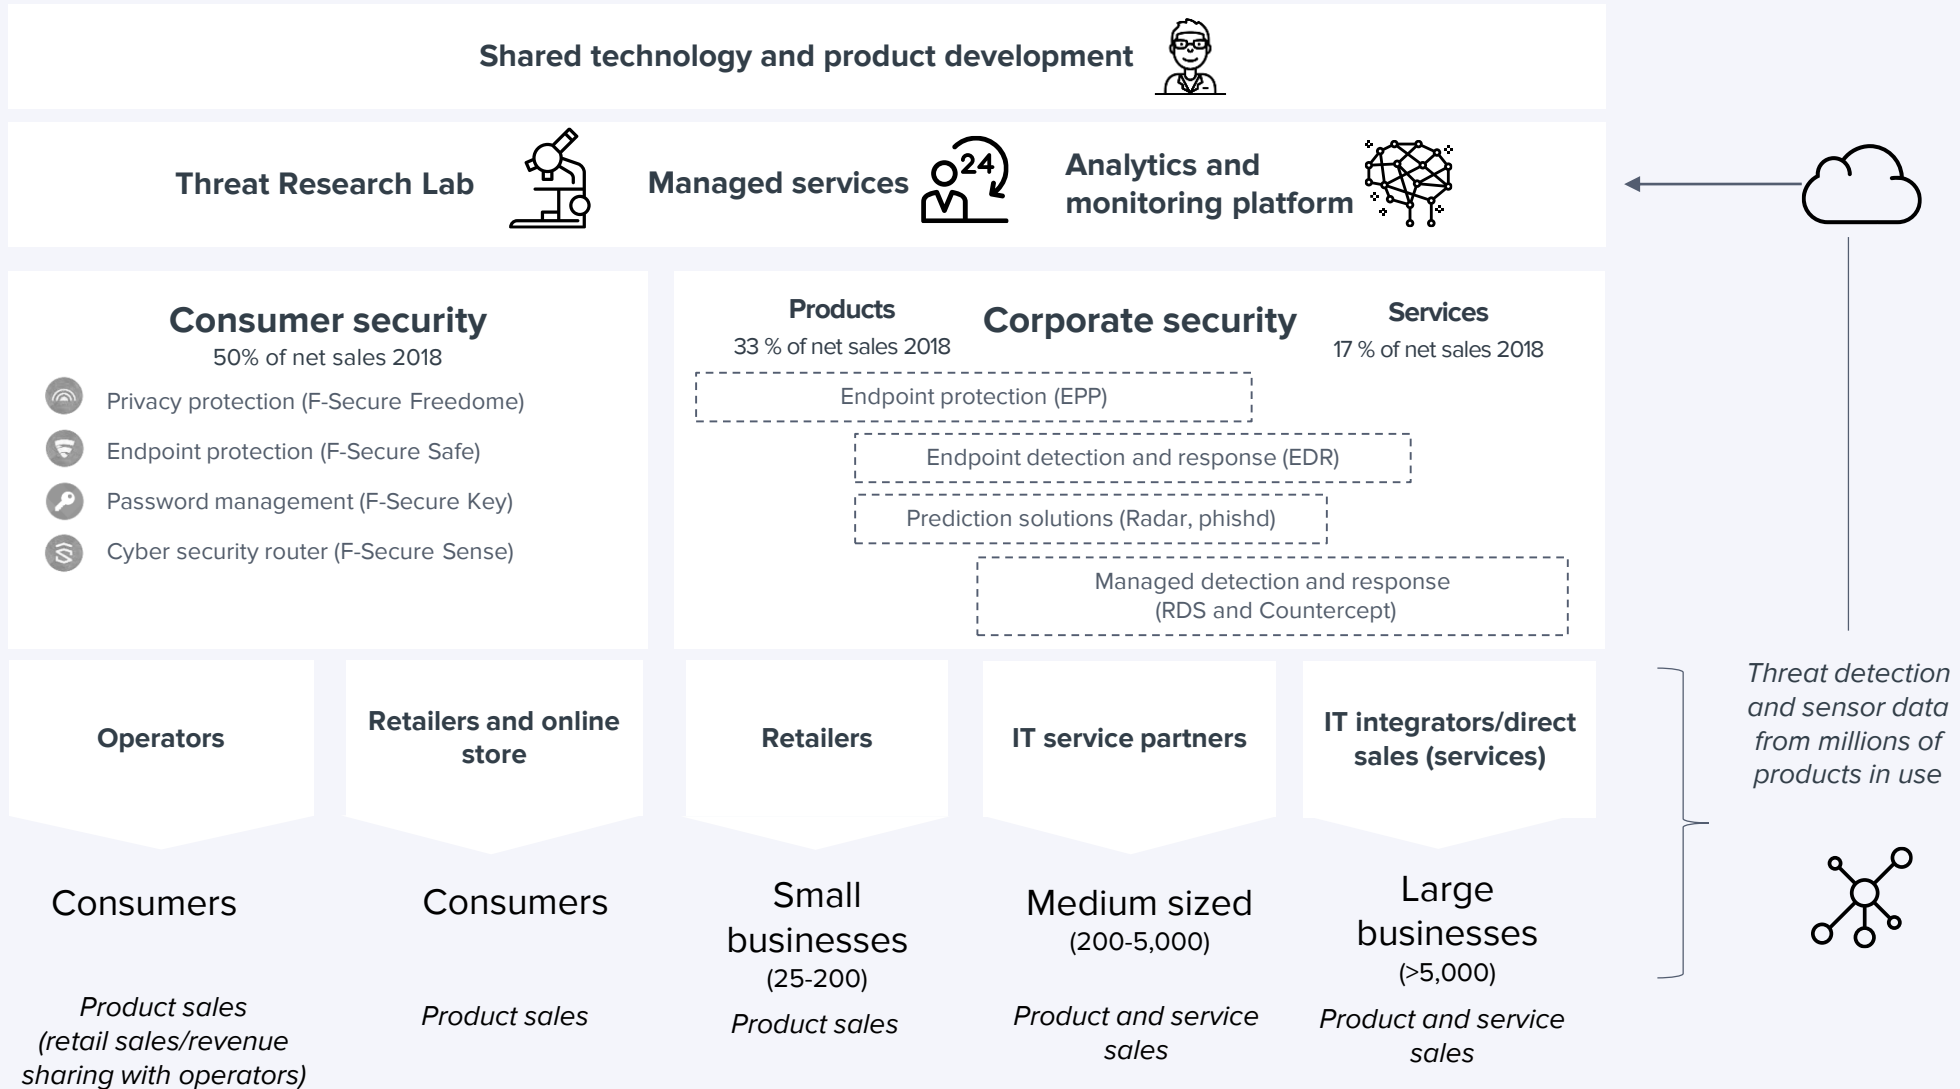 Shared technology and product development
Threat Research Lab
Managed services
24
Analytics and
monitoring platform
Consumer security
50% of net sales 2018
Privacy protection (F-Secure Freedome)
Endpoint protection (F-Secure Safe)
Password management (F-Secure Key)
Cyber security router (F-Secure Sense)
Products
33 % of net sales 2018
Corporate security
Services
17 % of net sales 2018
Endpoint protection (EPP)
Endpoint detection and response (EDR)
Prediction solutions (Radar, phishd)
Managed detection and response
(RDS and Countercept)
Operators
Retailers and online
store
Retailers
IT service partners
IT integrators/direct
sales (services)
Threat detection
and sensor data
from millions of
products in use
Consumers
Product sales
(retail sales/revenue
sharing with operators)
Consumers
Product sales
Small
businesses
(25-200)
Product sales
Medium sized
(200-5,000)
Product and service
sales
Large
businesses
(>5,000)
Product and service
sales